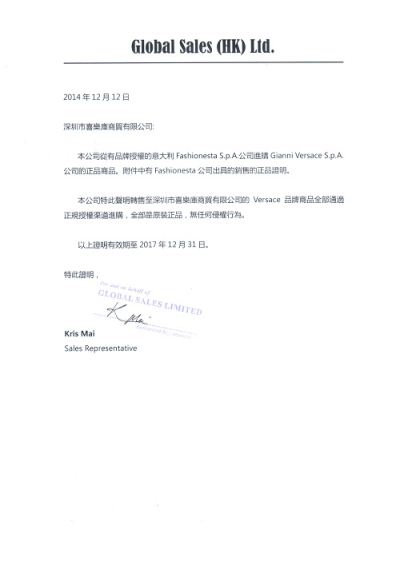 Global Sales (HK) Ltd.
2014 年 12 月 12 日
深圳市喜樂庫商貿有限公司:
本公司從有品牌授權的意大利 Fashionesta S.p.A.公司進購 Gianni Versace S.p.A.
公司的正品商品。附件中有 Fashionesta 公司出具的銷售的正品證明。
本公司特此聲明轉售至深圳市喜樂庫商貿有限公司的 Versace 品牌商品全部通過
正規授權渠道進購，全部是原裝正品，無任何侵權行為。
以上證明有效期至 2017 年 12 月 31 日。
特此證明，
For and on behalf of
GLOBAL SALES LIMITED
K Mai
Kris Mai
Sales Representative